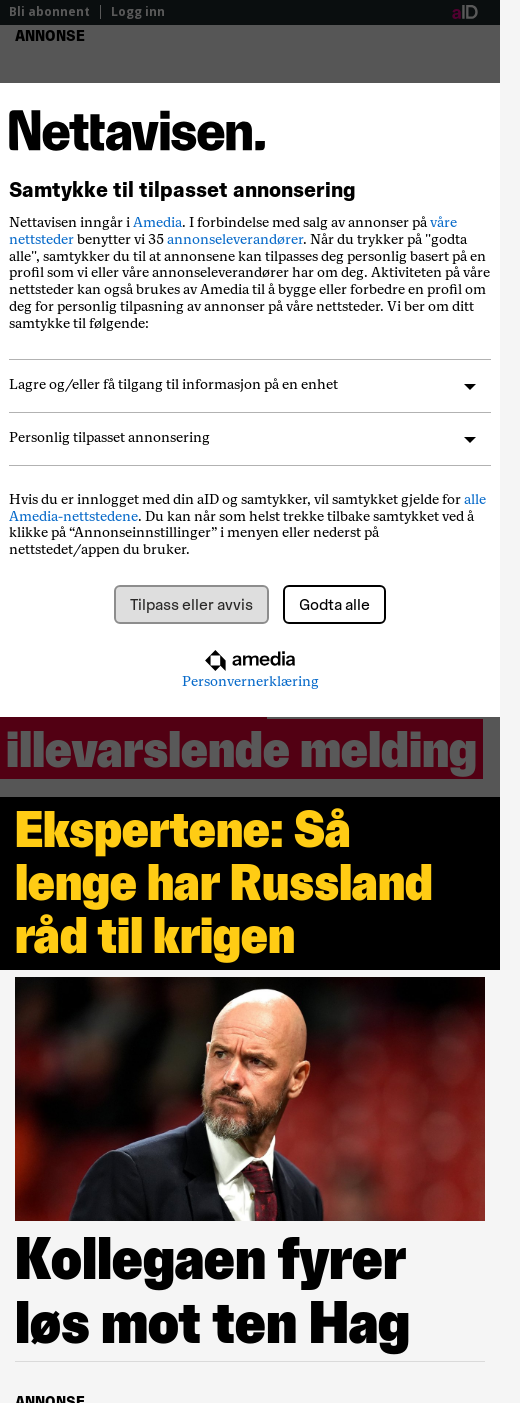 Bli abonnent | Logg inn
aID
ANNONSE
Nettavisen.
Samtykke til tilpasset annonsering
Nettavisen inngår i Amedia. I forbindelse med salg av annonser på våre
nettsteder benytter vi 35 annonseleverandører. Når du trykker på "godta
alle", samtykker du til at annonsene kan tilpasses deg personlig basert på en
profil som vi eller våre annonseleverandører har om deg. Aktiviteten på våre
nettsteder kan også brukes av Amedia til å bygge eller forbedre en profil om
deg for personlig tilpasning av annonser på våre nettsteder. Vi ber om ditt
samtykke til følgende:
Lagre og/eller få tilgang til informasjon på en enhet
Personlig tilpasset annonsering
Hvis du er innlogget med din aID og samtykker, vil samtykket gjelde for alle
Amedia-nettstedene. Du kan når som helst trekke tilbake samtykket ved å
klikke på “Annonseinnstillinger” i menyen eller nederst på
nettstedet/appen du bruker.
Tilpass eller avvis
Godta alle
amedia
Personvernerklæring
illevarslende melding
Ekspertene: Så
lenge har Russland
råd til krigen
Kollegaen fyrer
løs mot ten Hag
ANNONSE